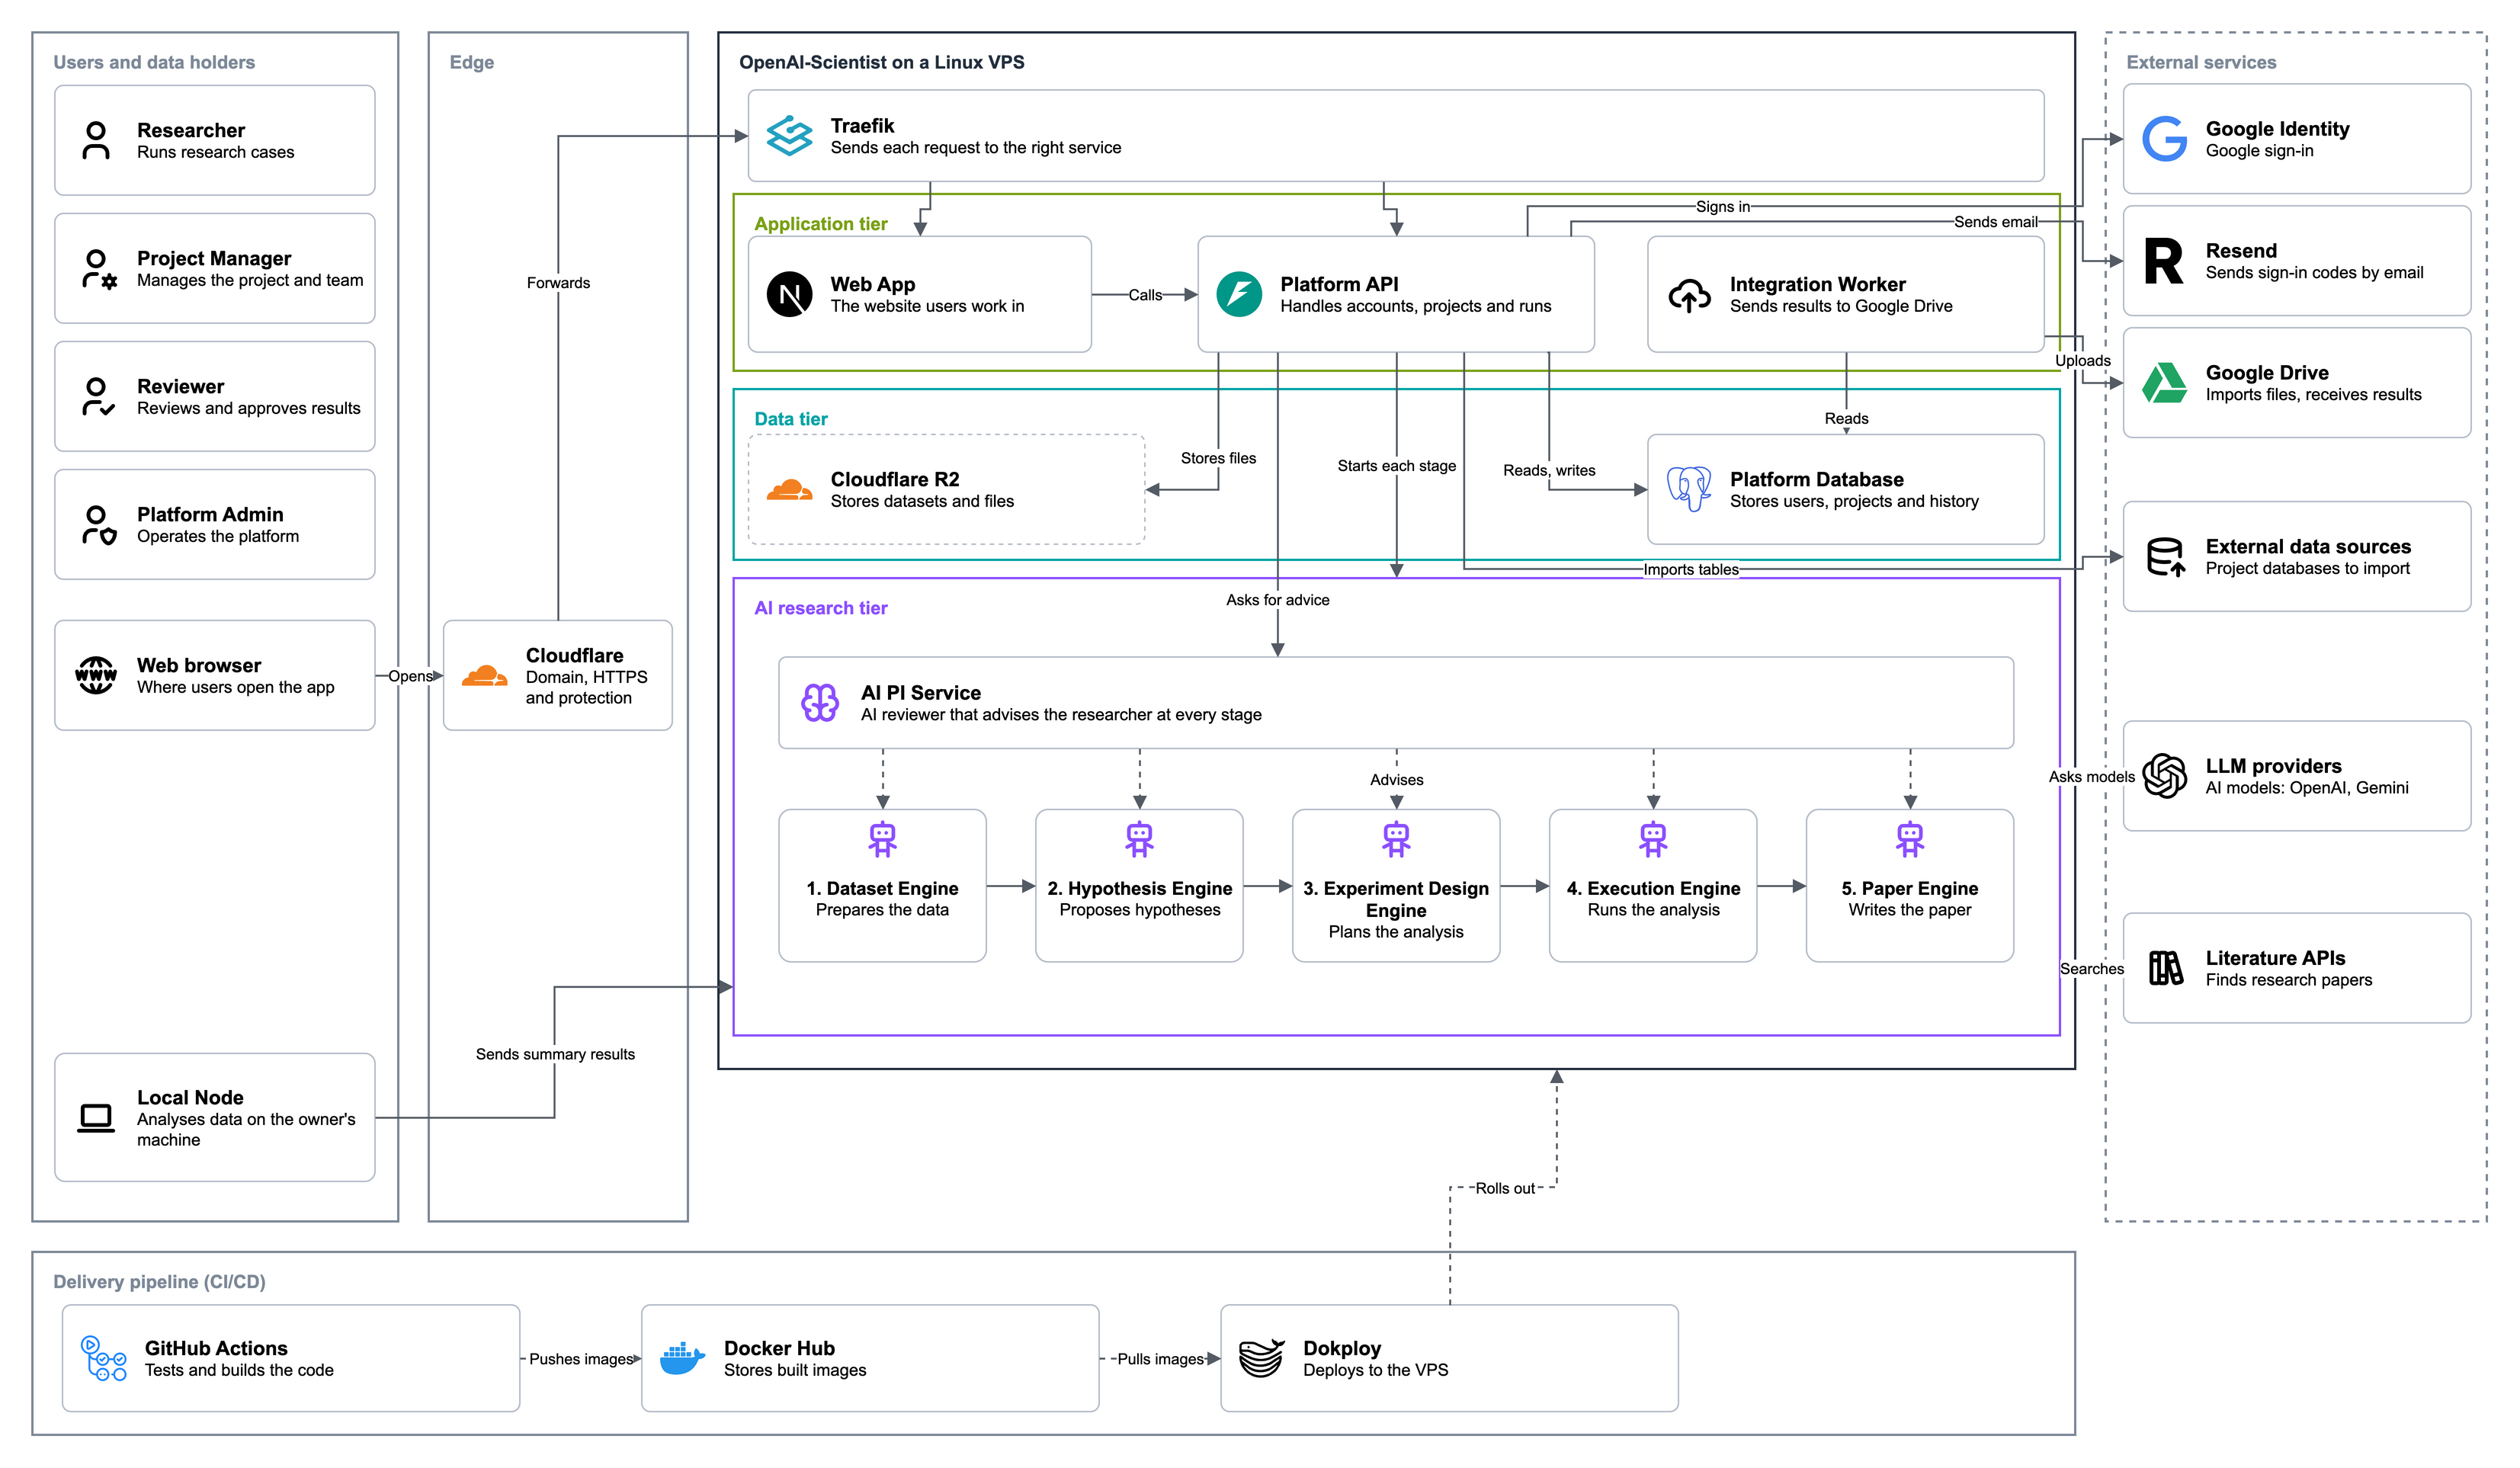 Users and data holders
Researcher
Runs research cases
Project Manager
Manages the project and team
Reviewer
Reviews and approves results
Platform Admin
Operates the platform
WWW
Web browser
Where users open the app
Local Node
Analyses data on the owner's
machine
Opens
Edge
Forwards
Cloudflare
Domain, HTTPS
and protection
Sends summary results
OpenAI-Scientist on a Linux VPS
Traefik
Sends each request to the right service
Application tier
N
Web App
The website users work in
Calls
Platform API
Handles accounts, projects and runs
Integration Worker
Sends results to Google Drive
Signs in
Sends email
Uploads
Data tier
Cloudflare R2
Stores datasets and files
Stores files
Starts each stage
Reads, writes
Reads
Platform Database
Stores users, projects and history
Imports tables
AI research tier
Asks for advice
AI PI Service
AI reviewer that advises the researcher at every stage
Advises
1. Dataset Engine
Prepares the data
2. Hypothesis Engine
Proposes hypotheses
3. Experiment Design
Engine
Plans the analysis
4. Execution Engine
Runs the analysis
5. Paper Engine
Writes the paper
Asks models
Searches
External services
G
Google Identity
Google sign-in
R
Resend
Sends sign-in codes by email
Google Drive
Imports files, receives results
External data sources
Project databases to import
LLM providers
AI models: OpenAI, Gemini
Literature APIs
Finds research papers
Rolls out
Delivery pipeline (CI/CD)
GitHub Actions
Tests and builds the code
Pushes images
Docker Hub
Stores built images
Pulls images
Dokploy
Deploys to the VPS